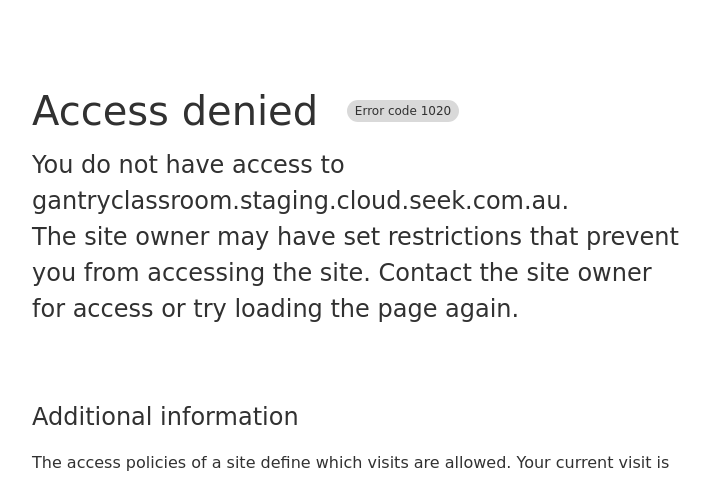 Access denied
Error code 1020
You do not have access to
gantryclassroom.staging.cloud.seek.com.au.
The site owner may have set restrictions that prevent
you from accessing the site. Contact the site owner
for access or try loading the page again.
Additional information
The access policies of a site define which visits are allowed. Your current visit is